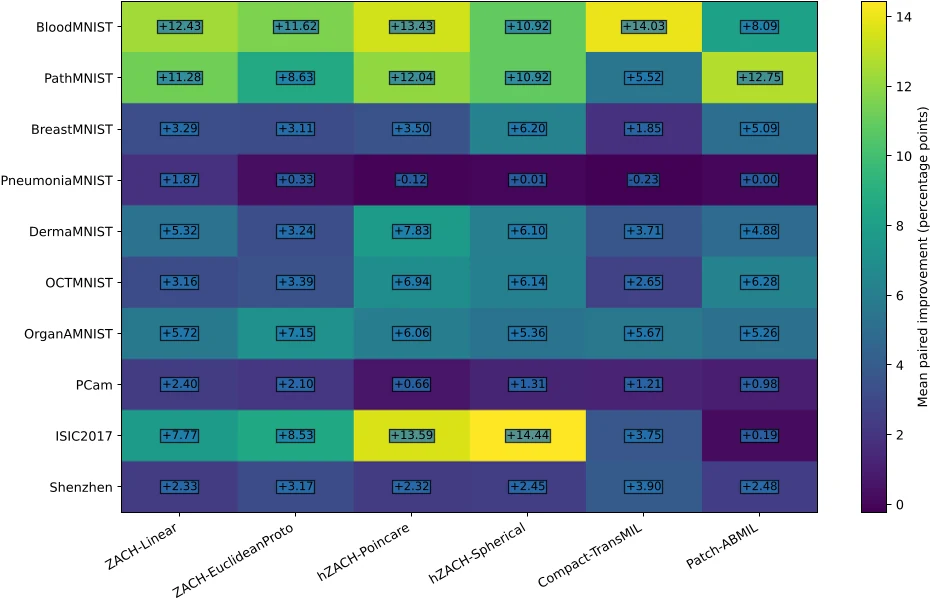 BloodMNIST +12.43 +11.62 +13.43 +10.92 +14.03 +8.09
PathMNIST +11.28 +8.63 +12.04 +10.92 +5.52 +12.75
BreastMNIST +3.29 +3.11 +3.50 +6.20 +1.85 +5.09
PneumoniaMNIST +1.87 +0.33 -0.12 +0.01 -0.23 +0.00
DermaMNIST +5.32 +3.24 +7.83 +6.10 +3.71 +4.88
OCTMNIST +3.16 +3.39 +6.94 +6.14 +2.65 +6.28
OrganAMNIST +5.72 +7.15 +6.06 +5.36 +5.67 +5.26
PCam +2.40 +2.10 +0.66 +1.31 +1.21 +0.98
ISIC2017 +7.77 +8.53 +13.59 +14.44 +3.75 +0.19
Shenzhen +2.33 +3.17 +2.32 +2.45 +3.90 +2.48
ZACH-Linear
ZACH-EuclideanProto
hZACH-Poincare
hZACH-Spherical
Compact-TransMIL
Patch-ABMIL
14
12
10
8
6
4
2
0
Mean paired improvement (percentage points)